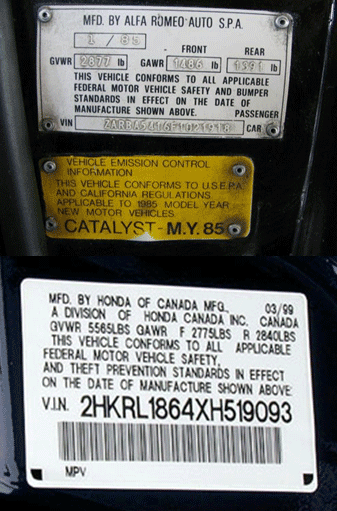 MFD. BY ALFA ROMEO AUTO S.P.A.
1 / 85
FRONT REAR
GVWR 2877 lb GAWR 1486 lb 1391 lb
THIS VEHICLE CONFORMS TO ALL APPLICABLE
FEDERAL MOTOR VEHICLE SAFETY AND BUMPER
STANDARDS IN EFFECT ON THE DATE OF
MANUFACTURE SHOWN ABOVE. PASSENGER
VIN ZARBA5416F1021918 CAR
VEHICLE EMISSION CONTROL
INFORMATION
THIS VEHICLE CONFORMS TO U.S.E.P.A.
AND CALIFORNIA REGULATIONS
APPLICABLE TO 1985 MODEL YEAR
NEW MOTOR VEHICLES
CATALYST - M.Y. 85
MFD. BY HONDA OF CANADA MFG., 03/99
A DIVISION OF HONDA CANADA INC. CANADA
GVWR 5565LBS GAWR F 2775LBS R 2840LBS
THIS VEHICLE CONFORMS TO ALL APPLICABLE
FEDERAL MOTOR VEHICLE SAFETY,
AND THEFT PREVENTION STANDARDS IN EFFECT
ON THE DATE OF MANUFACTURE SHOWN ABOVE
V.I.N. 2HKRL1864XH519093
MPV